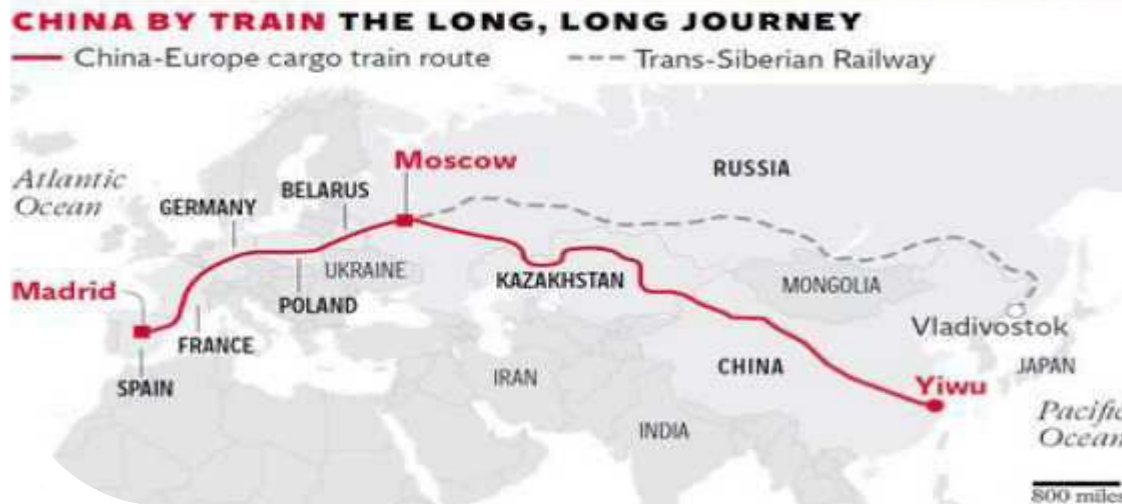 CHINA BY TRAIN THE LONG, LONG JOURNEY
China-Europe cargo train route
Trans-Siberian Railway
Atlantic
Ocean
Moscow
RUSSIA
BELARUS
GERMANY
UKRAINE
KAZAKHSTAN
MONGOLIA
Madrid
POLAND
Vladivostok
FRANCE
SPAIN
IRAN
CHINA
JAPAN
Yiwu
INDIA
Pacific
Ocean
800 miles